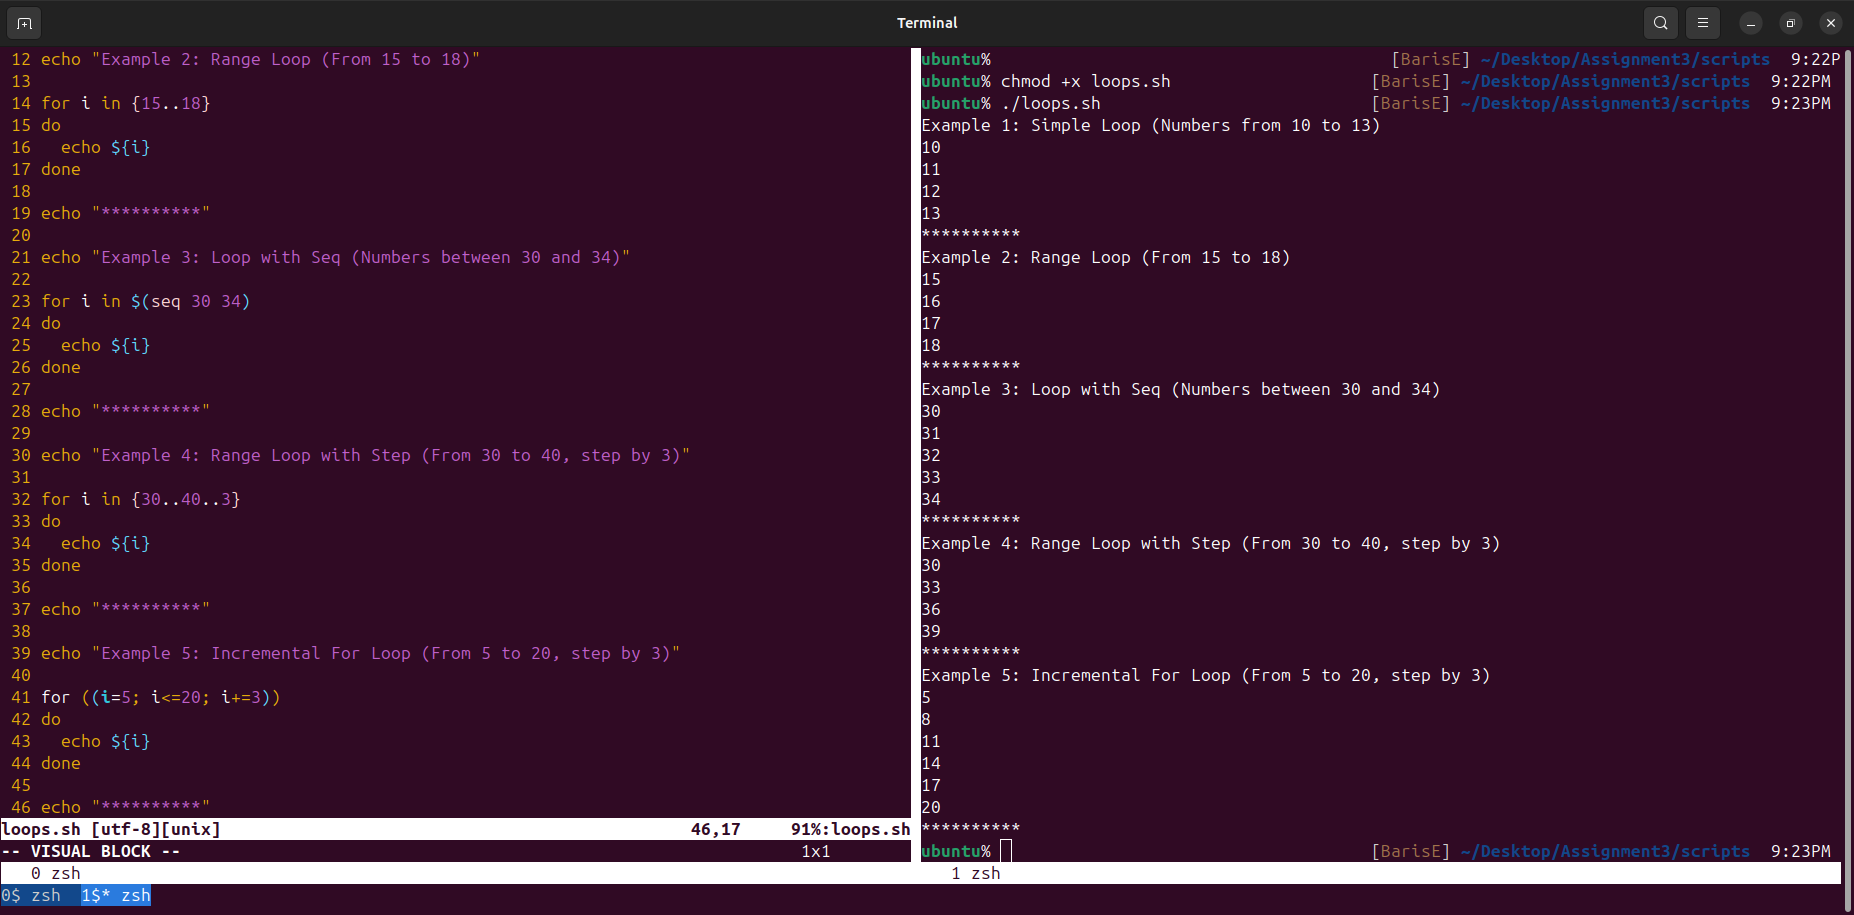 Terminal
12 echo "Example 2: Range Loop (From 15 to 18)"
13
14 for i in {15..18}
15 do
16   echo ${i}
17 done
18
19 echo "**********"
20
21 echo "Example 3: Loop with Seq (Numbers between 30 and 34)"
22
23 for i in $(seq 30 34)
24 do
25   echo ${i}
26 done
27
28 echo "**********"
29
30 echo "Example 4: Range Loop with Step (From 30 to 40, step by 3)"
31
32 for i in {30..40..3}
33 do
34   echo ${i}
35 done
36
37 echo "**********"
38
39 echo "Example 5: Incremental For Loop (From 5 to 20, step by 3)"
40
41 for ((i=5; i<=20; i+=3))
42 do
43   echo ${i}
44 done
45
46 echo "**********"
loops.sh [utf-8][unix] 46,17 91%:loops.sh
-- VISUAL BLOCK -- 1x1
0 zsh
ubuntu% [BarisE] ~/Desktop/Assignment3/scripts 9:22P
ubuntu% chmod +x loops.sh [BarisE] ~/Desktop/Assignment3/scripts 9:22PM
ubuntu% ./loops.sh [BarisE] ~/Desktop/Assignment3/scripts 9:23PM
Example 1: Simple Loop (Numbers from 10 to 13)
10
11
12
13
**********
Example 2: Range Loop (From 15 to 18)
15
16
17
18
**********
Example 3: Loop with Seq (Numbers between 30 and 34)
30
31
32
33
34
**********
Example 4: Range Loop with Step (From 30 to 40, step by 3)
30
33
36
39
**********
Example 5: Incremental For Loop (From 5 to 20, step by 3)
5
8
11
14
17
20
**********
ubuntu% [BarisE] ~/Desktop/Assignment3/scripts 9:23PM
1 zsh
0$ zsh 1$* zsh